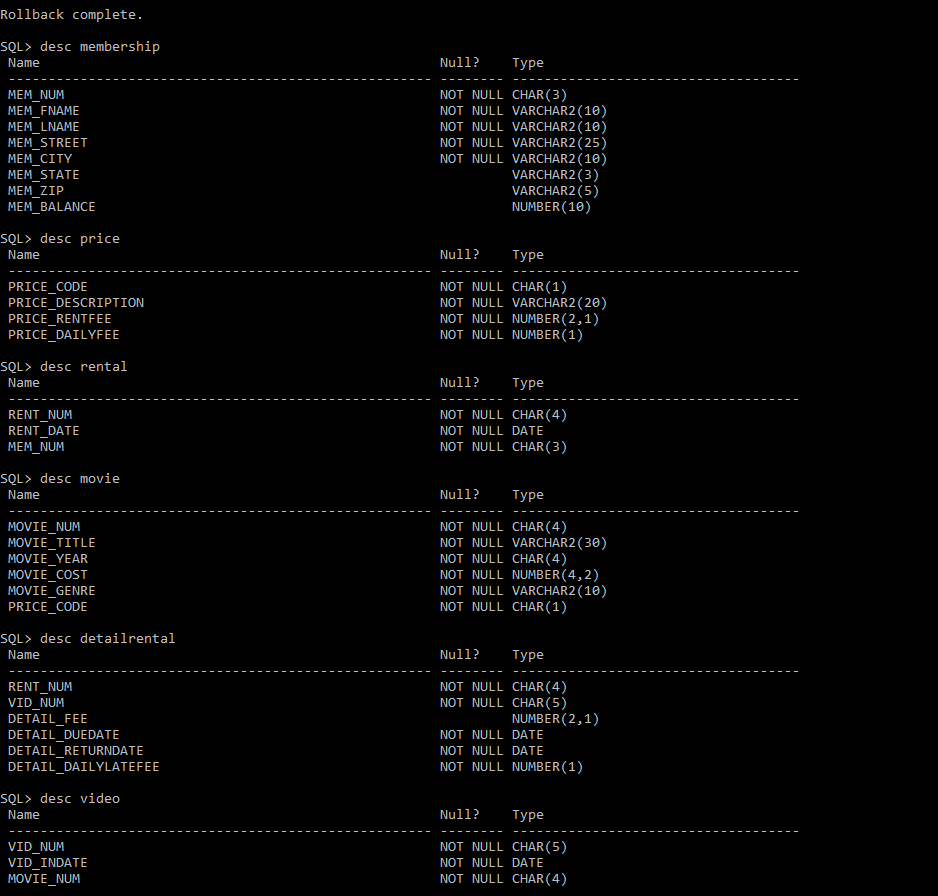 Rollback complete.
SQL> desc membership
Name Null? Type
----------------------------------------------------- -------- ------------------------------------
MEM_NUM NOT NULL CHAR(3)
MEM_FNAME NOT NULL VARCHAR2(10)
MEM_LNAME NOT NULL VARCHAR2(10)
MEM_STREET NOT NULL VARCHAR2(25)
MEM_CITY NOT NULL VARCHAR2(10)
MEM_STATE VARCHAR2(3)
MEM_ZIP VARCHAR2(5)
MEM_BALANCE NUMBER(10)
SQL> desc price
Name Null? Type
----------------------------------------------------- -------- ------------------------------------
PRICE_CODE NOT NULL CHAR(1)
PRICE_DESCRIPTION NOT NULL VARCHAR2(20)
PRICE_RENTFEE NOT NULL NUMBER(2,1)
PRICE_DAILYFEE NOT NULL NUMBER(1)
SQL> desc rental
Name Null? Type
----------------------------------------------------- -------- ------------------------------------
RENT_NUM NOT NULL CHAR(4)
RENT_DATE NOT NULL DATE
MEM_NUM NOT NULL CHAR(3)
SQL> desc movie
Name Null? Type
----------------------------------------------------- -------- ------------------------------------
MOVIE_NUM NOT NULL CHAR(4)
MOVIE_TITLE NOT NULL VARCHAR2(30)
MOVIE_YEAR NOT NULL CHAR(4)
MOVIE_COST NOT NULL NUMBER(4,2)
MOVIE_GENRE NOT NULL VARCHAR2(10)
PRICE_CODE NOT NULL CHAR(1)
SQL> desc detailrental
Name Null? Type
----------------------------------------------------- -------- ------------------------------------
RENT_NUM NOT NULL CHAR(4)
VID_NUM NOT NULL CHAR(5)
DETAIL_FEE NUMBER(2,1)
DETAIL_DUEDATE NOT NULL DATE
DETAIL_RETURNDATE NOT NULL DATE
DETAIL_DAILYLATEFEE NOT NULL NUMBER(1)
SQL> desc video
Name Null? Type
----------------------------------------------------- -------- ------------------------------------
VID_NUM NOT NULL CHAR(5)
VID_INDATE NOT NULL DATE
MOVIE_NUM NOT NULL CHAR(4)